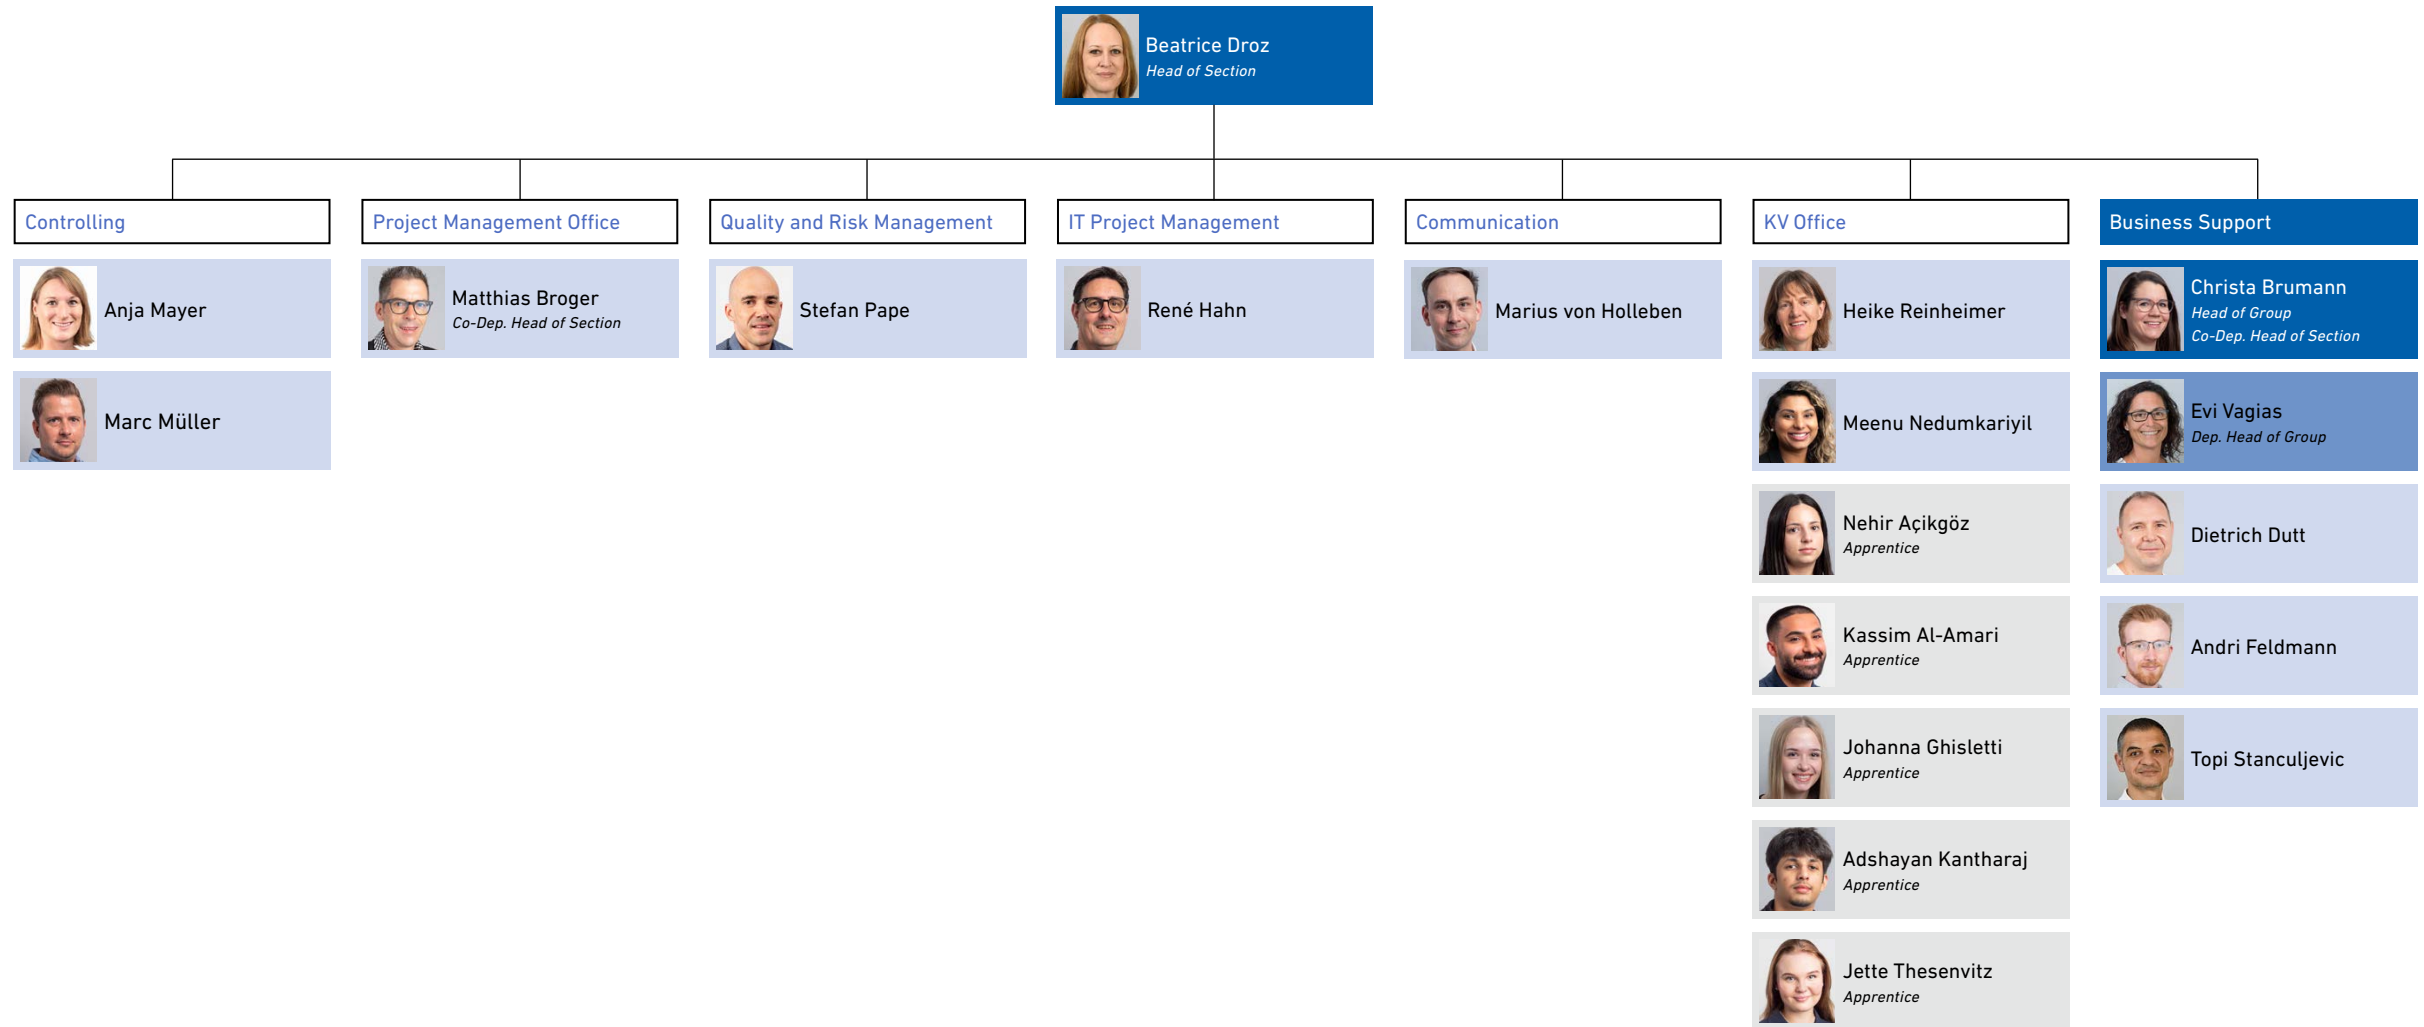 Beatrice Droz
Head of Section
Controlling
Anja Mayer
Marc Müller
Project Management Office
Matthias Broger
Co-Dep. Head of Section
Quality and Risk Management
Stefan Pape
IT Project Management
René Hahn
Communication
Marius von Holleben
KV Office
Heike Reinheimer
Meenu Nedumkariyil
Nehir Açikgöz
Apprentice
Kassim Al-Amari
Apprentice
Johanna Ghisletti
Apprentice
Adshayan Kantharaj
Apprentice
Jette Thesenvitz
Apprentice
Business Support
Christa Brumann
Head of Group
Co-Dep. Head of Section
Evi Vagias
Dep. Head of Group
Dietrich Dutt
Andri Feldmann
Topi Stanculjevic